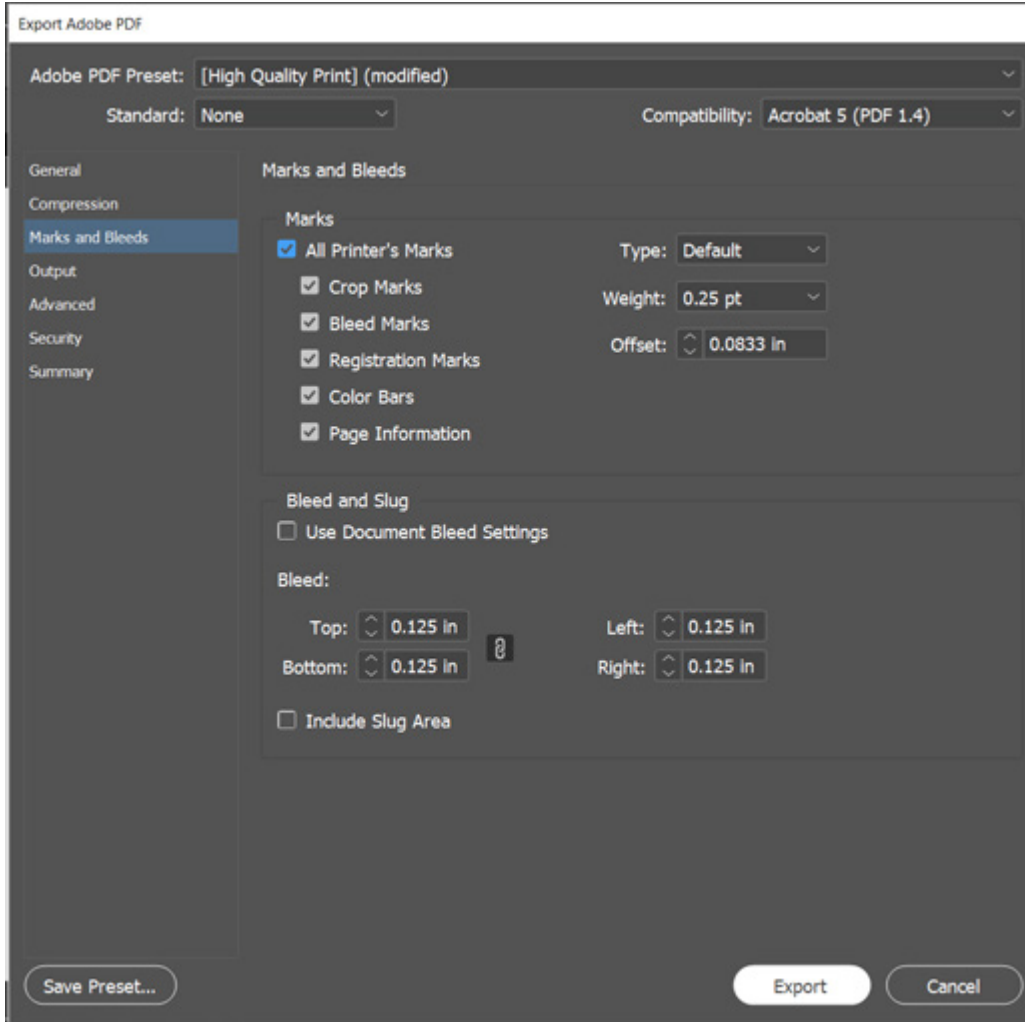 Export Adobe PDF
Adobe PDF Preset: [High Quality Print] (modified)
Standard: None Compatibility: Acrobat 5 (PDF 1.4)
General
Compression
Marks and Bleeds
Output
Advanced
Security
Summary
Marks and Bleeds
Marks
All Printer's Marks
Crop Marks
Bleed Marks
Registration Marks
Color Bars
Page Information
Type: Default
Weight: 0.25 pt
Offset: 0.0833 in
Bleed and Slug
Use Document Bleed Settings
Bleed:
Top: 0.125 in Left: 0.125 in
Bottom: 0.125 in Right: 0.125 in
Include Slug Area
Save Preset... Export Cancel